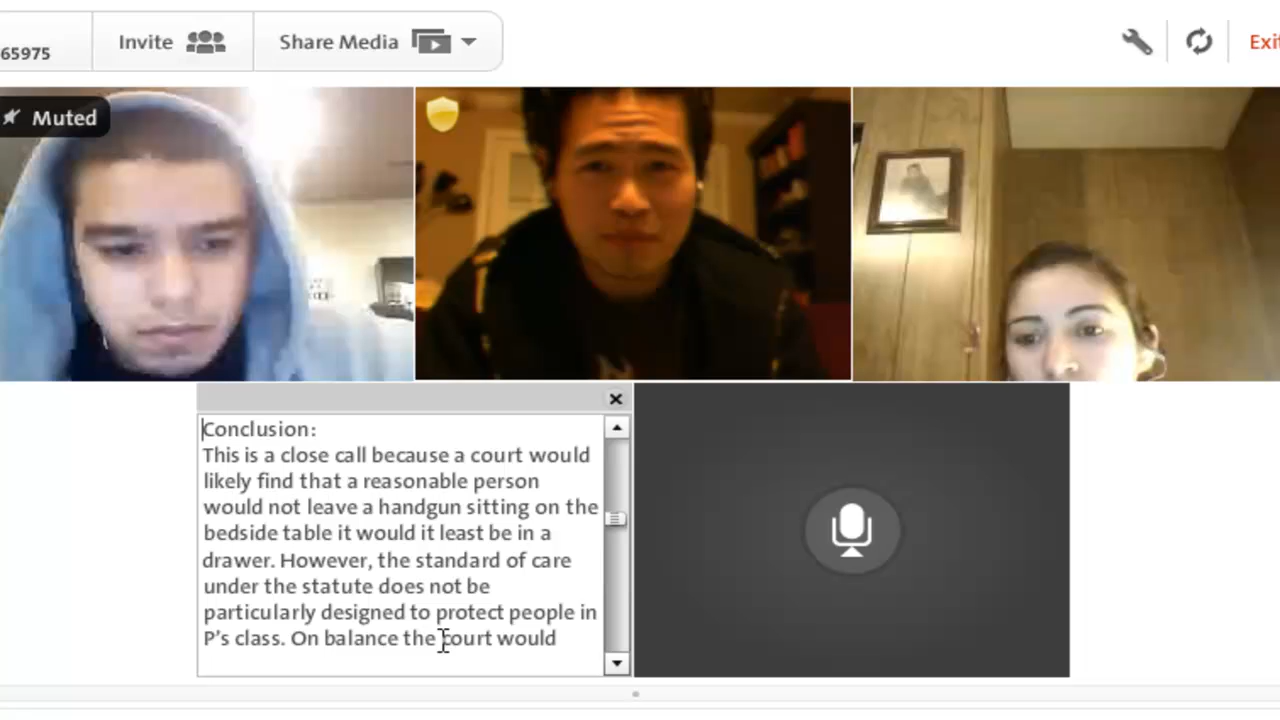 65975
Invite
Share Media
Exit
Muted
Conclusion:
This is a close call because a court would
likely find that a reasonable person
would not leave a handgun sitting on the
bedside table it would it least be in a
drawer. However, the standard of care
under the statute does not be
particularly designed to protect people in
P's class. On balance the court would